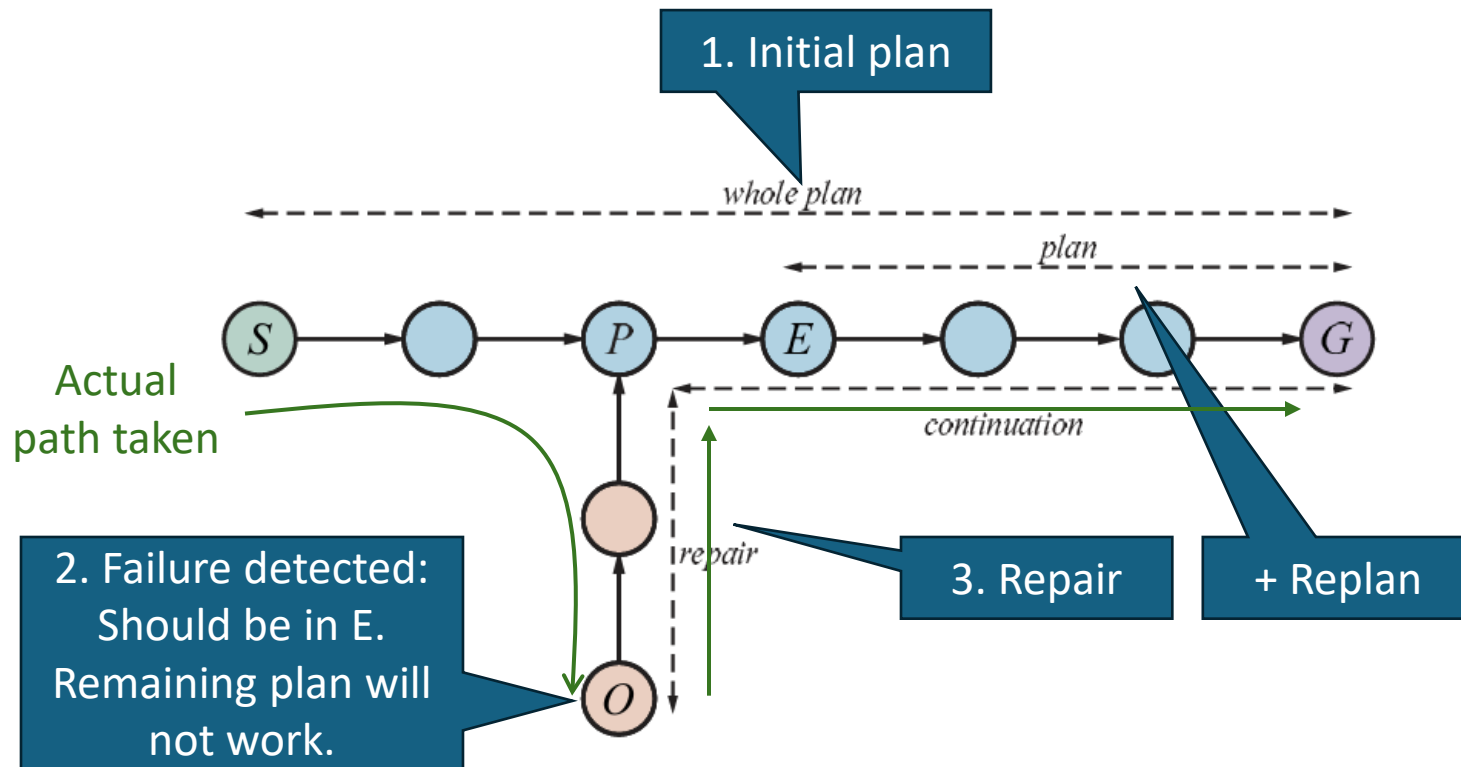 1. Initial plan
whole plan
plan
S
P
E
G
Actual
path taken
continuation
2. Failure detected:
Should be in E.
Remaining plan will
not work.
repair
3. Repair
+ Replan
O